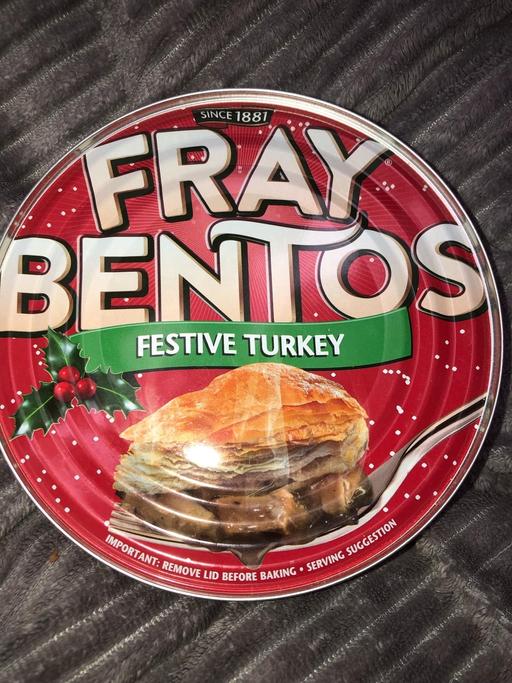 SINCE 1881
FRAY
BENTOS
®
FESTIVE TURKEY
IMPORTANT: REMOVE LID BEFORE BAKING • SERVING SUGGESTION